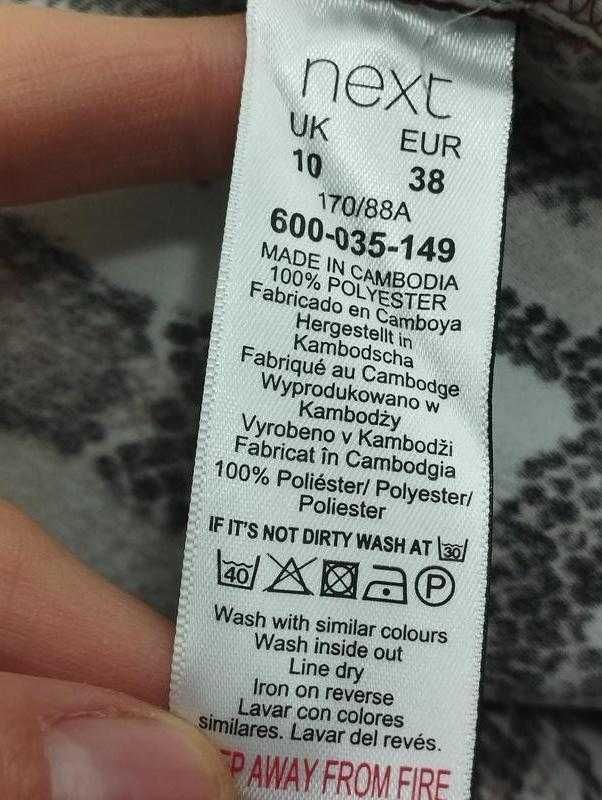 next
UK EUR
10 38
170/88A
600-035-149
MADE IN CAMBODIA
100% POLYESTER
Fabricado en Camboya
Hergestellt in
Kambodscha
Fabriqué au Cambodge
Wyprodukowano w
Kambodży
Vyrobeno v Kambodži
Fabricat în Cambodgia
100% Poliéster/ Polyester/
Poliester
IF IT'S NOT DIRTY WASH AT 30
40 P
Wash with similar colours
Wash inside out
Line dry
Iron on reverse
Lavar con colores
similares. Lavar del revés.
AWAY FROM FIRE